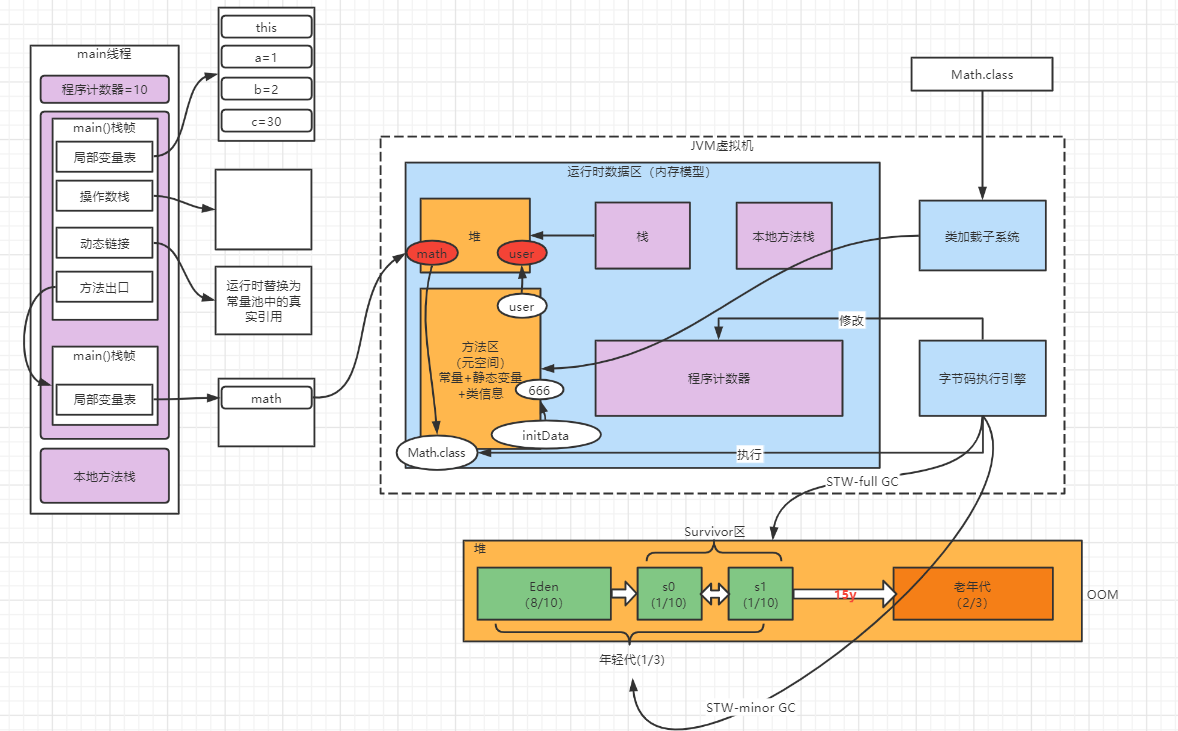 this
a=1
b=2
c=30
main线程
程序计数器=10
main()栈帧
局部变量表
操作数栈
动态链接
方法出口
main()栈帧
局部变量表
本地方法栈
运行时替换为
常量池中的真
实引用
math
Math.class
JVM虚拟机
运行时数据区（内存模型）
堆
math
user
栈
本地方法栈
类加载子系统
user
方法区
（元空间）
常量+静态变量
+类信息
666
initData
Math.class
修改
程序计数器
字节码执行引擎
执行
STW-full GC
Survivor区
堆
Eden
(8/10)
s0
(1/10)
s1
(1/10)
15y
老年代
(2/3)
OOM
年轻代(1/3)
STW-minor GC